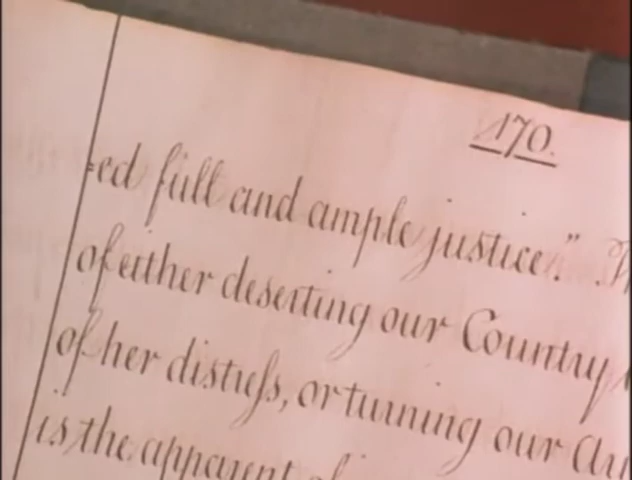 170.
=ed full and ample justice."
of either deserting our Country
of her distress, or turning our
is the apparent